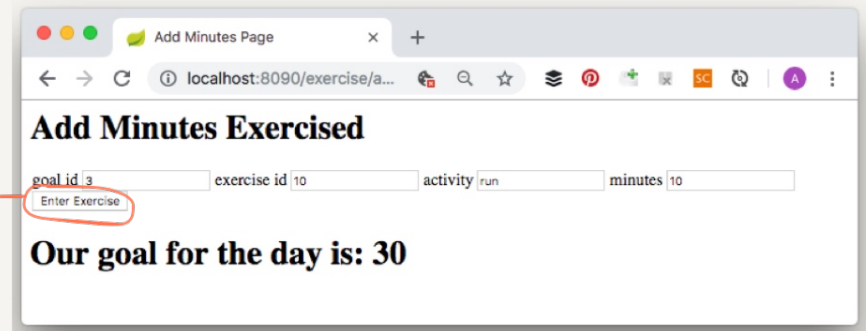 Add Minutes Page
localhost:8090/exercise/a...
SC
A
Add Minutes Exercised
goal id 3 exercise id 10 activity run minutes 10
Enter Exercise
Our goal for the day is: 30